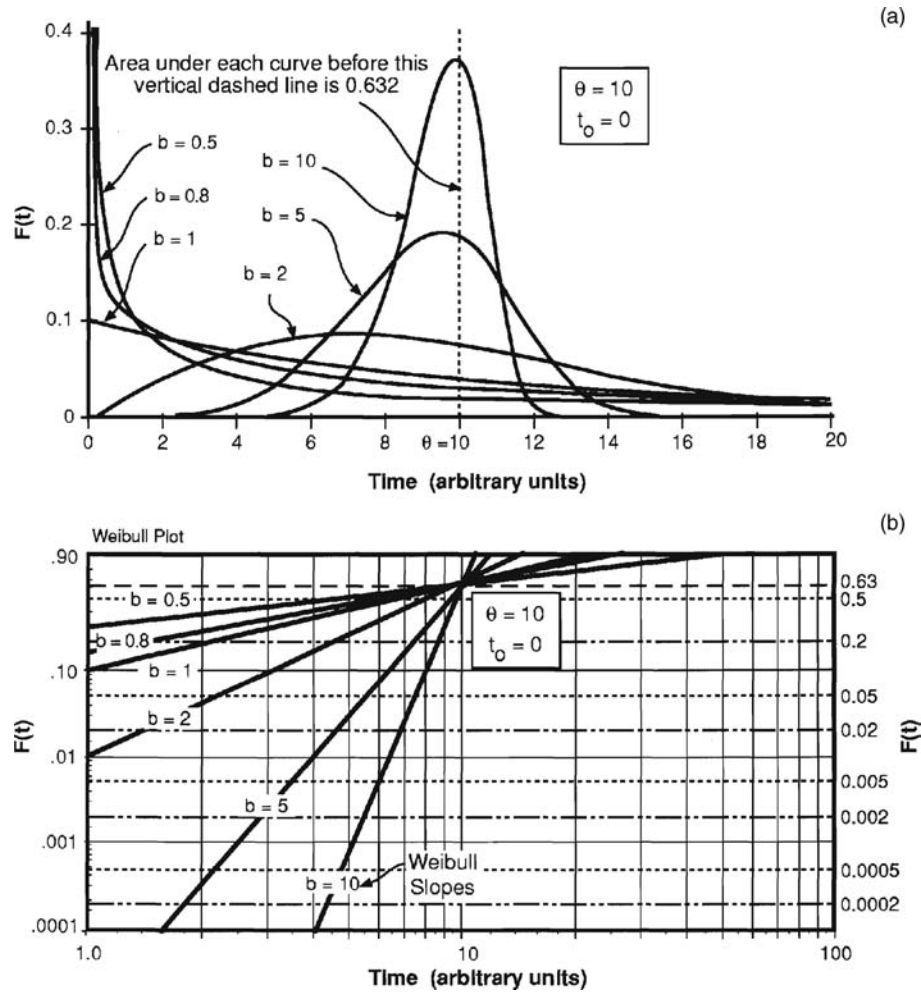 (a)
0.4
0.3
0.2
0.1
0
F(t)
Area under each curve before this
vertical dashed line is 0.632
θ = 10
t₀ = 0
b = 0.5
b = 0.8
b = 1
b = 10
b = 5
b = 2
0 2 4 6 8 θ = 10 12 14 16 18 20
Time (arbitrary units)
(b)
Weibull Plot
.90
.10
.01
.001
.0001
F(t)
b = 0.5
b = 0.8
b = 1
b = 2
b = 5
b = 10
Weibull
Slopes
θ = 10
t₀ = 0
0.63
0.5
0.2
0.05
0.02
0.005
0.002
0.0005
0.0002
F(t)
1.0 10 100
Time (arbitrary units)